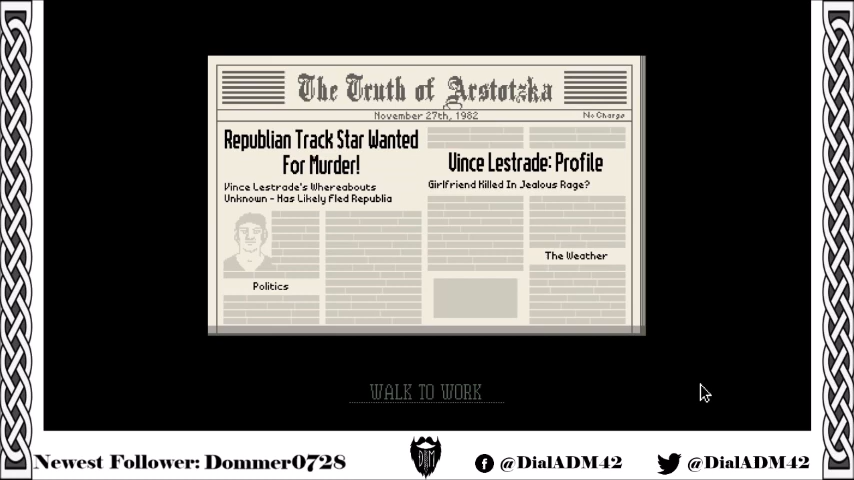 The Truth of Arstotzka
November 27th, 1982
No Charge
Republian Track Star Wanted
For Murder!
Vince Lestrade's Whereabouts
Unknown - Has Likely Fled Republia
Politics
Vince Lestrade: Profile
Girlfriend Killed In Jealous Rage?
The Weather
WALK TO WORK
Newest Follower: Dommer0728
@DialADM42
@DialADM42